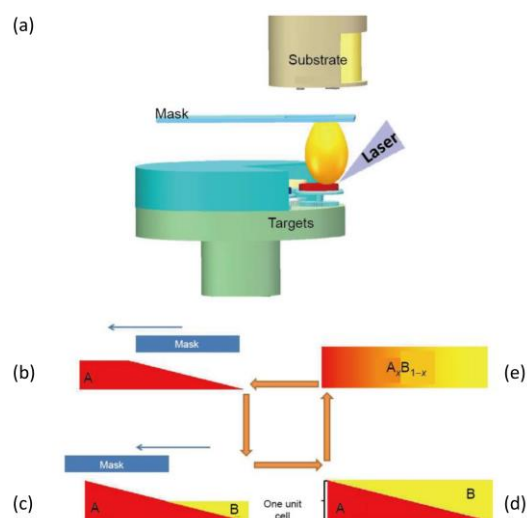 (a)
Substrate
Mask
Laser
Targets
Mask
(b)
A
AxB1−x
(e)
Mask
(c)
B
One unit
cell
A
B
(d)